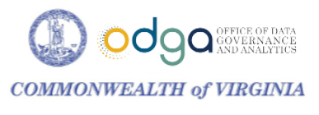 odga OFFICE OF DATA
GOVERNANCE
AND ANALYTICS
COMMONWEALTH of VIRGINIA